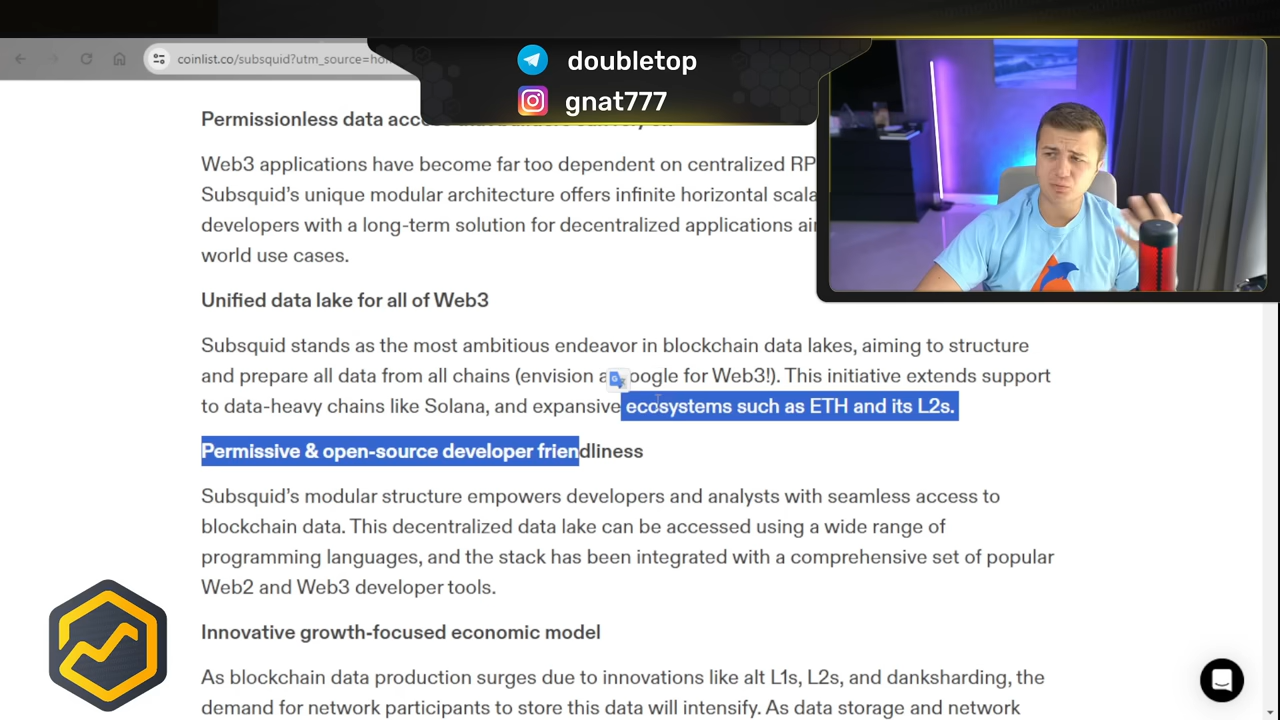 doubletop
gnat777
coinlist.co/subsquid?utm_source=
Permissionless data
Web3 applications have become far too dependent on centralized RP
Subsquid's unique modular architecture offers infinite horizontal scala
developers with a long-term solution for decentralized applications
world use cases.
Unified data lake for all of Web3
Subsquid stands as the most ambitious endeavor in blockchain data lakes, aiming to structure
and prepare all data from all chains (envision a oogle for Web3!). This initiative extends support
to data-heavy chains like Solana, and expansive ecosystems such as ETH and its L2s.
Permissive & open-source developer friendliness
Subsquid's modular structure empowers developers and analysts with seamless access to
blockchain data. This decentralized data lake can be accessed using a wide range of
programming languages, and the stack has been integrated with a comprehensive set of popular
Web2 and Web3 developer tools.
Innovative growth-focused economic model
As blockchain data production surges due to innovations like alt L1s, L2s, and danksharding, the
demand for network participants to store this data will intensify. As data storage and network